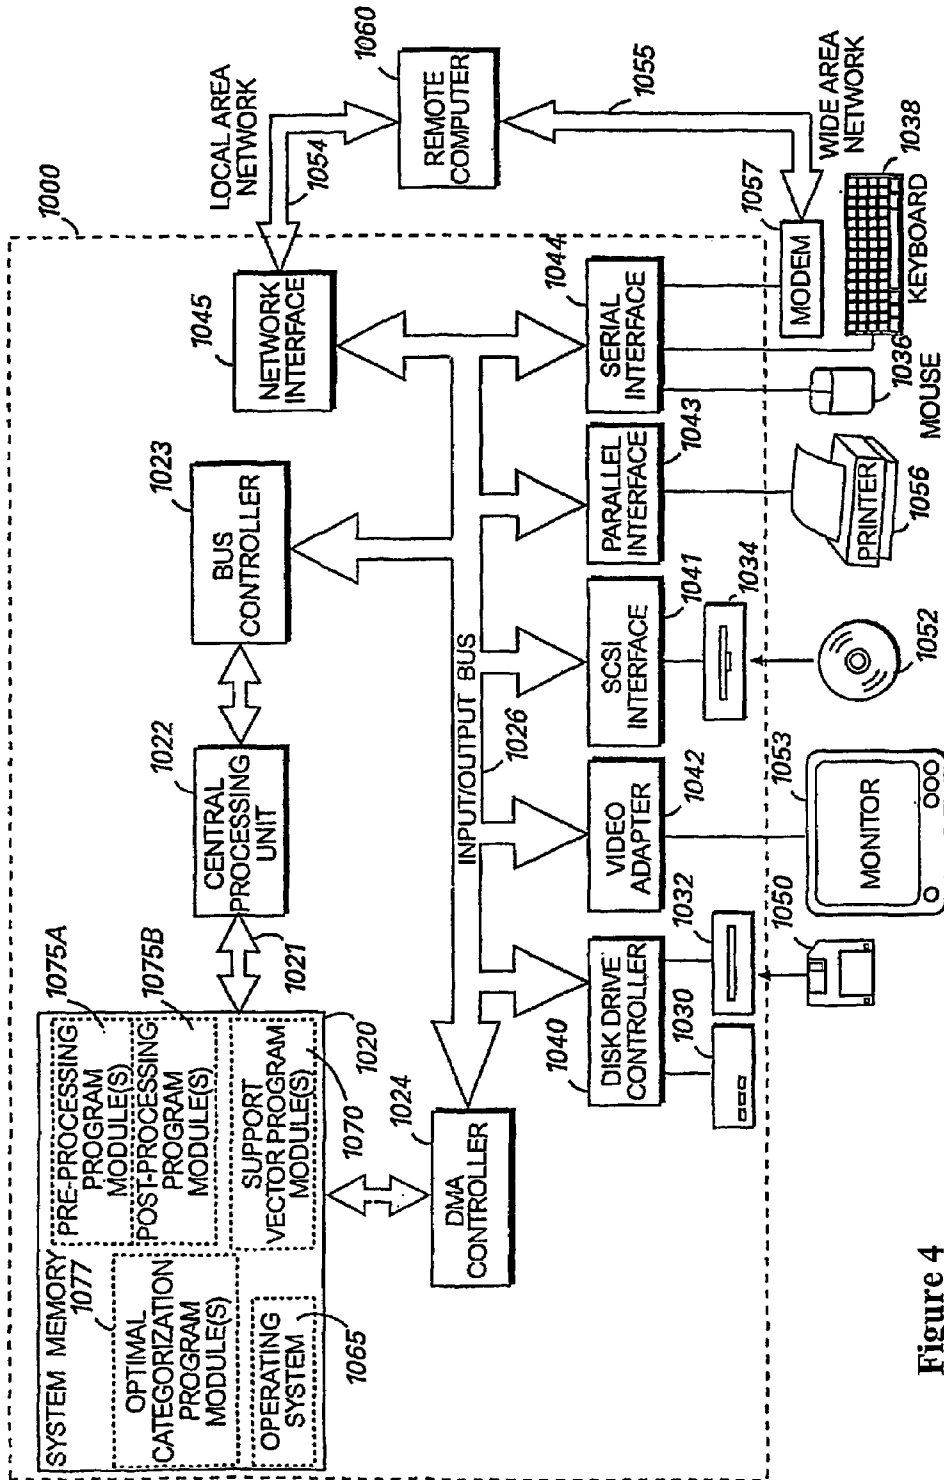 1000
SYSTEM MEMORY
1077
OPTIMAL
CATEGORIZATION
PROGRAM
MODULE(S)
OPERATING
SYSTEM
1065
PRE-PROCESSING
PROGRAM
MODULE(S)
POST-PROCESSING
PROGRAM
MODULE(S)
SUPPORT
VECTOR PROGRAM
MODULE(S)
1070
1020
1075A
1075B
1021
1022
CENTRAL
PROCESSING
UNIT
1023
BUS
CONTROLLER
1045
NETWORK
INTERFACE
LOCAL AREA
NETWORK
1054
1060
REMOTE
COMPUTER
1055
WIDE AREA
NETWORK
1024
DMA
CONTROLLER
INPUT/OUTPUT BUS
1026
1040
DISK DRIVE
CONTROLLER
1042
VIDEO
ADAPTER
1041
SCSI
INTERFACE
1043
PARALLEL
INTERFACE
1044
SERIAL
INTERFACE
1057
MODEM
1030
1032
1034
1050
1053
MONITOR
1052
PRINTER
1056
1036
MOUSE
1038
KEYBOARD
Figure 4